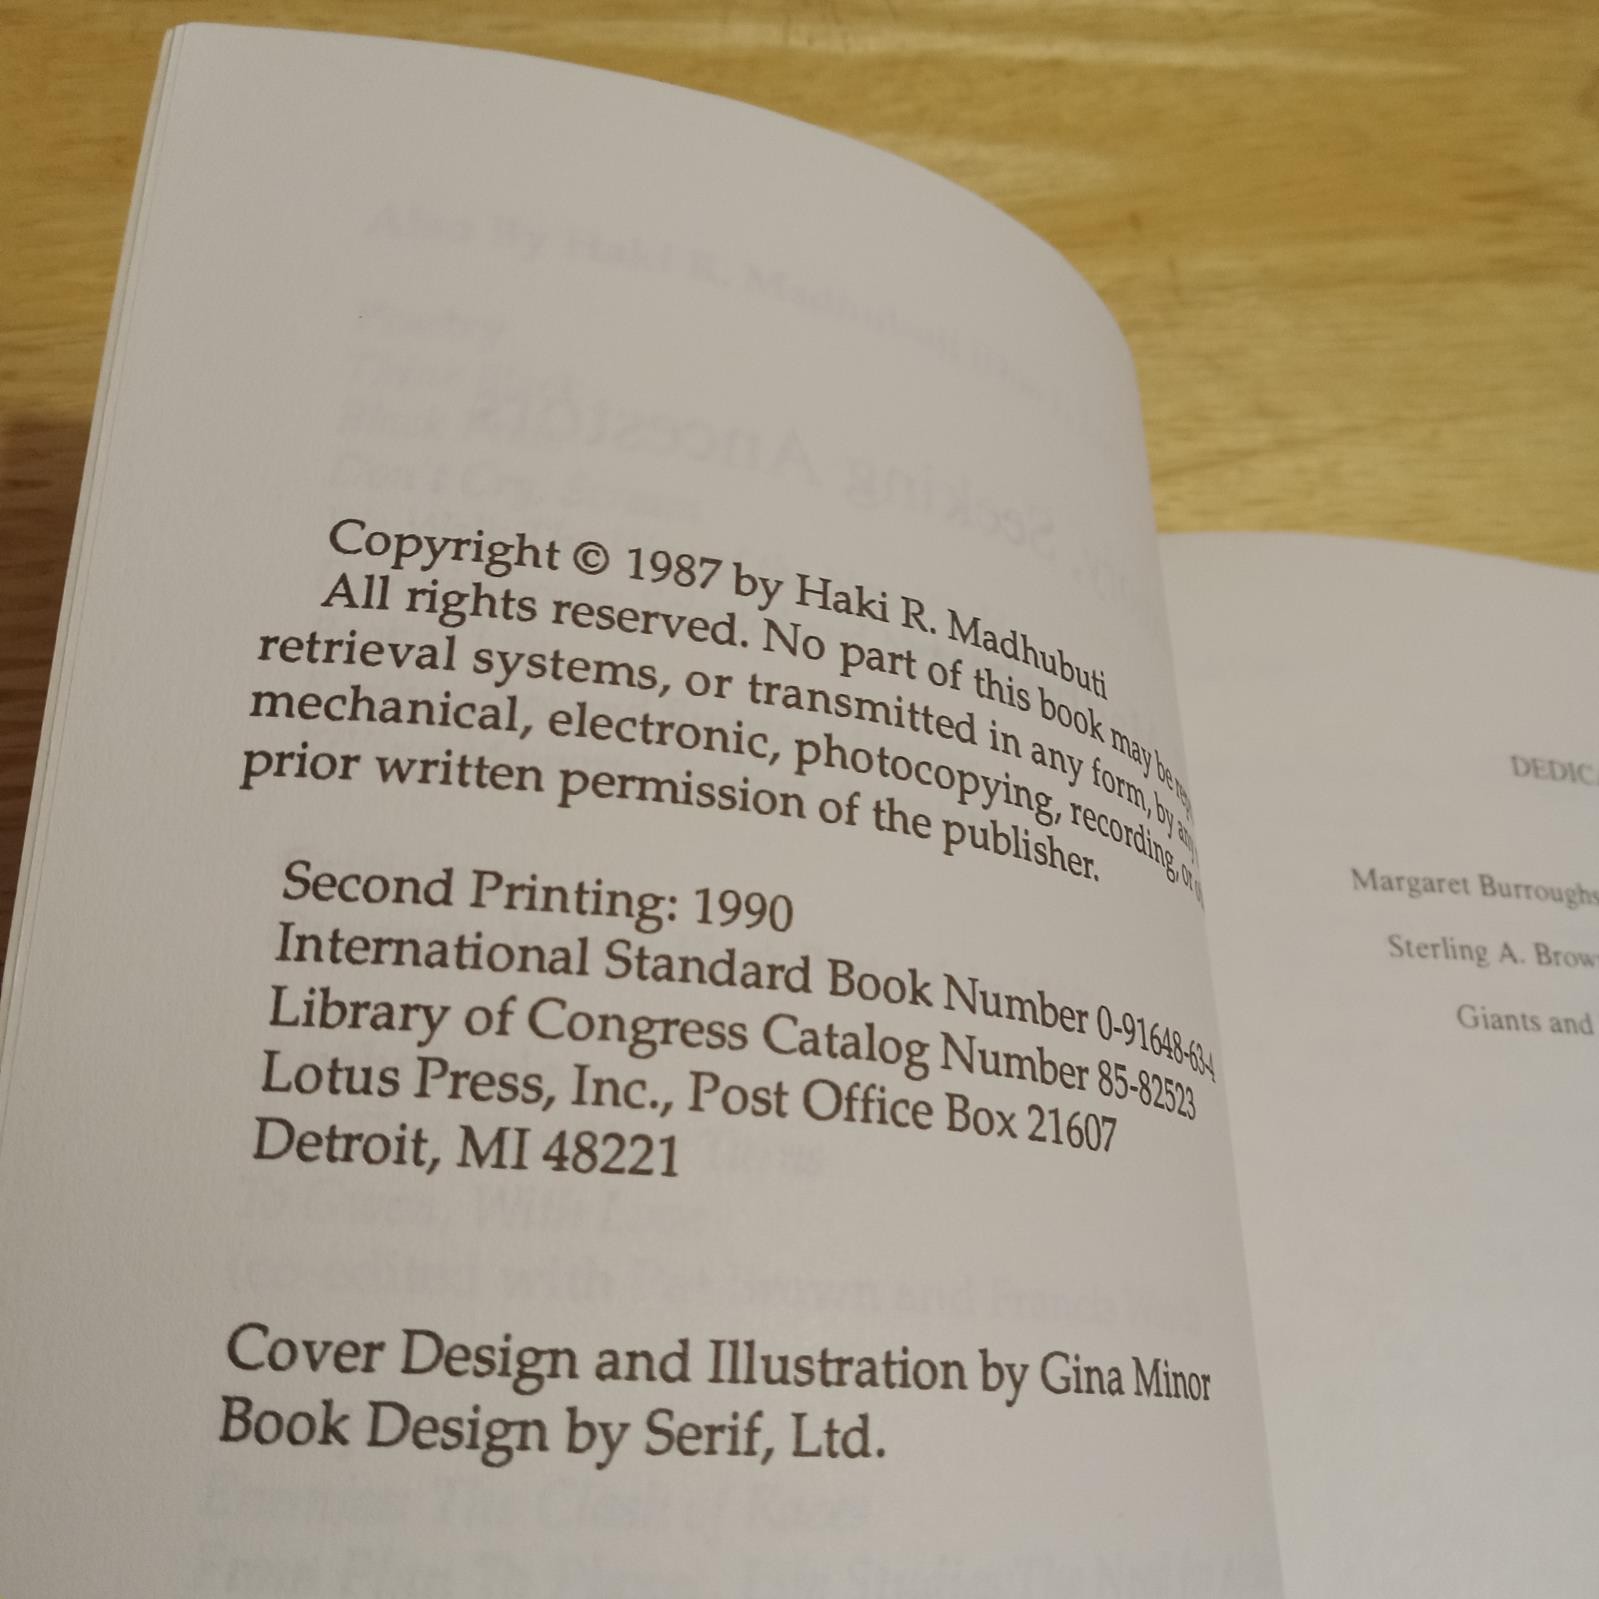 Copyright © 1987 by Haki R. Madhubuti
All rights reserved. No part of this book may be
retrieval systems, or transmitted in any form, by any
mechanical, electronic, photocopying, recording, or
prior written permission of the publisher.
Second Printing: 1990
International Standard Book Number 0-91648-63-4
Library of Congress Catalog Number 85-82523
Lotus Press, Inc., Post Office Box 21607
Detroit, MI 48221
Cover Design and Illustration by Gina Minor
Book Design by Serif, Ltd.
DEDICA
Margaret Burroughs
Sterling A. Brow
Giants and